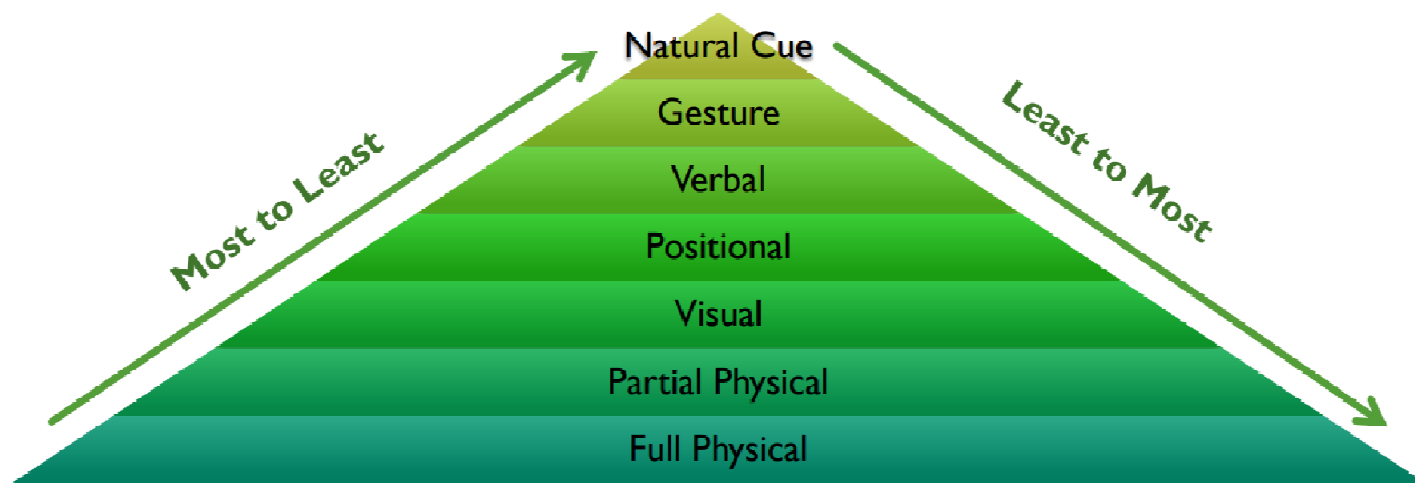 Natural Cue
Most to Least
Least to Most
Gesture
Verbal
Positional
Visual
Partial Physical
Full Physical